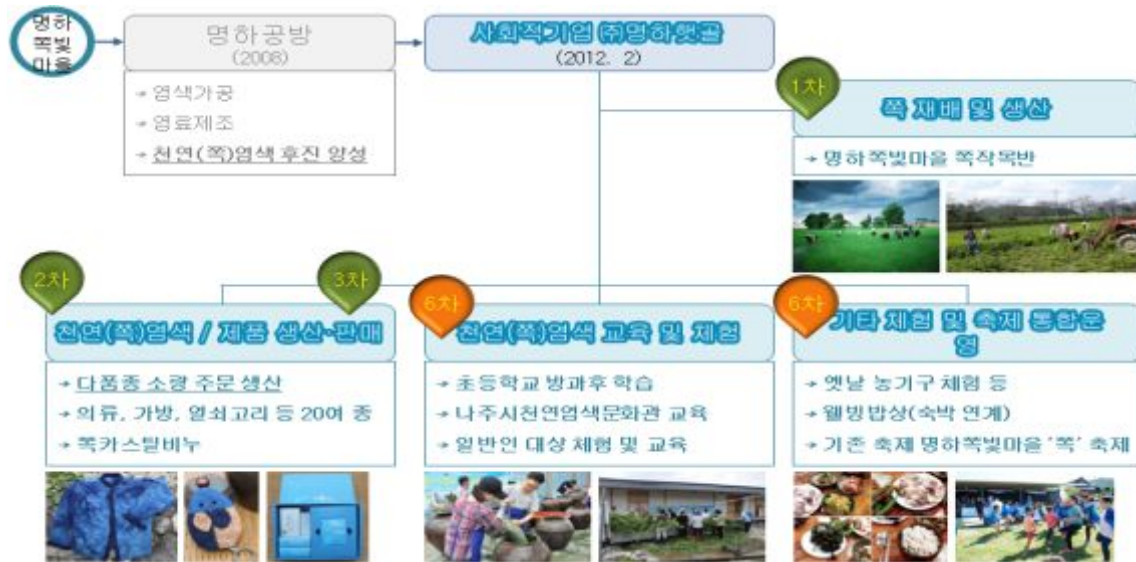 명하
쪽빛
마을
명하공방
(2008)
→ 염색가공
→ 염료제조
→ 천연(쪽)염색 후진 양성
사회적기업 ㈜명하햇골
(2012. 2)
1차
쪽 재배 및 생산
→ 명하쪽빛마을 쪽작목반
2차
3차
천연(쪽)염색 / 제품 생산~판매
→ 다품종 소량 주문 생산
→ 의류, 가방, 열쇠고리 등 20여 종
→ 쪽카스틸비누
6차
천연(쪽)염색 교육 및 체험
→ 초등학교 방과후 학습
→ 나주시천연염색문화관 교육
→ 일반인 대상 체험 및 교육
6차
기타 체험 및 축제 통합운
영
→ 옛날 농기구 체험 등
→ 웰빙밥상(숙박 연계)
→ 기존 축제 명하쪽빛마을 '쪽' 축제